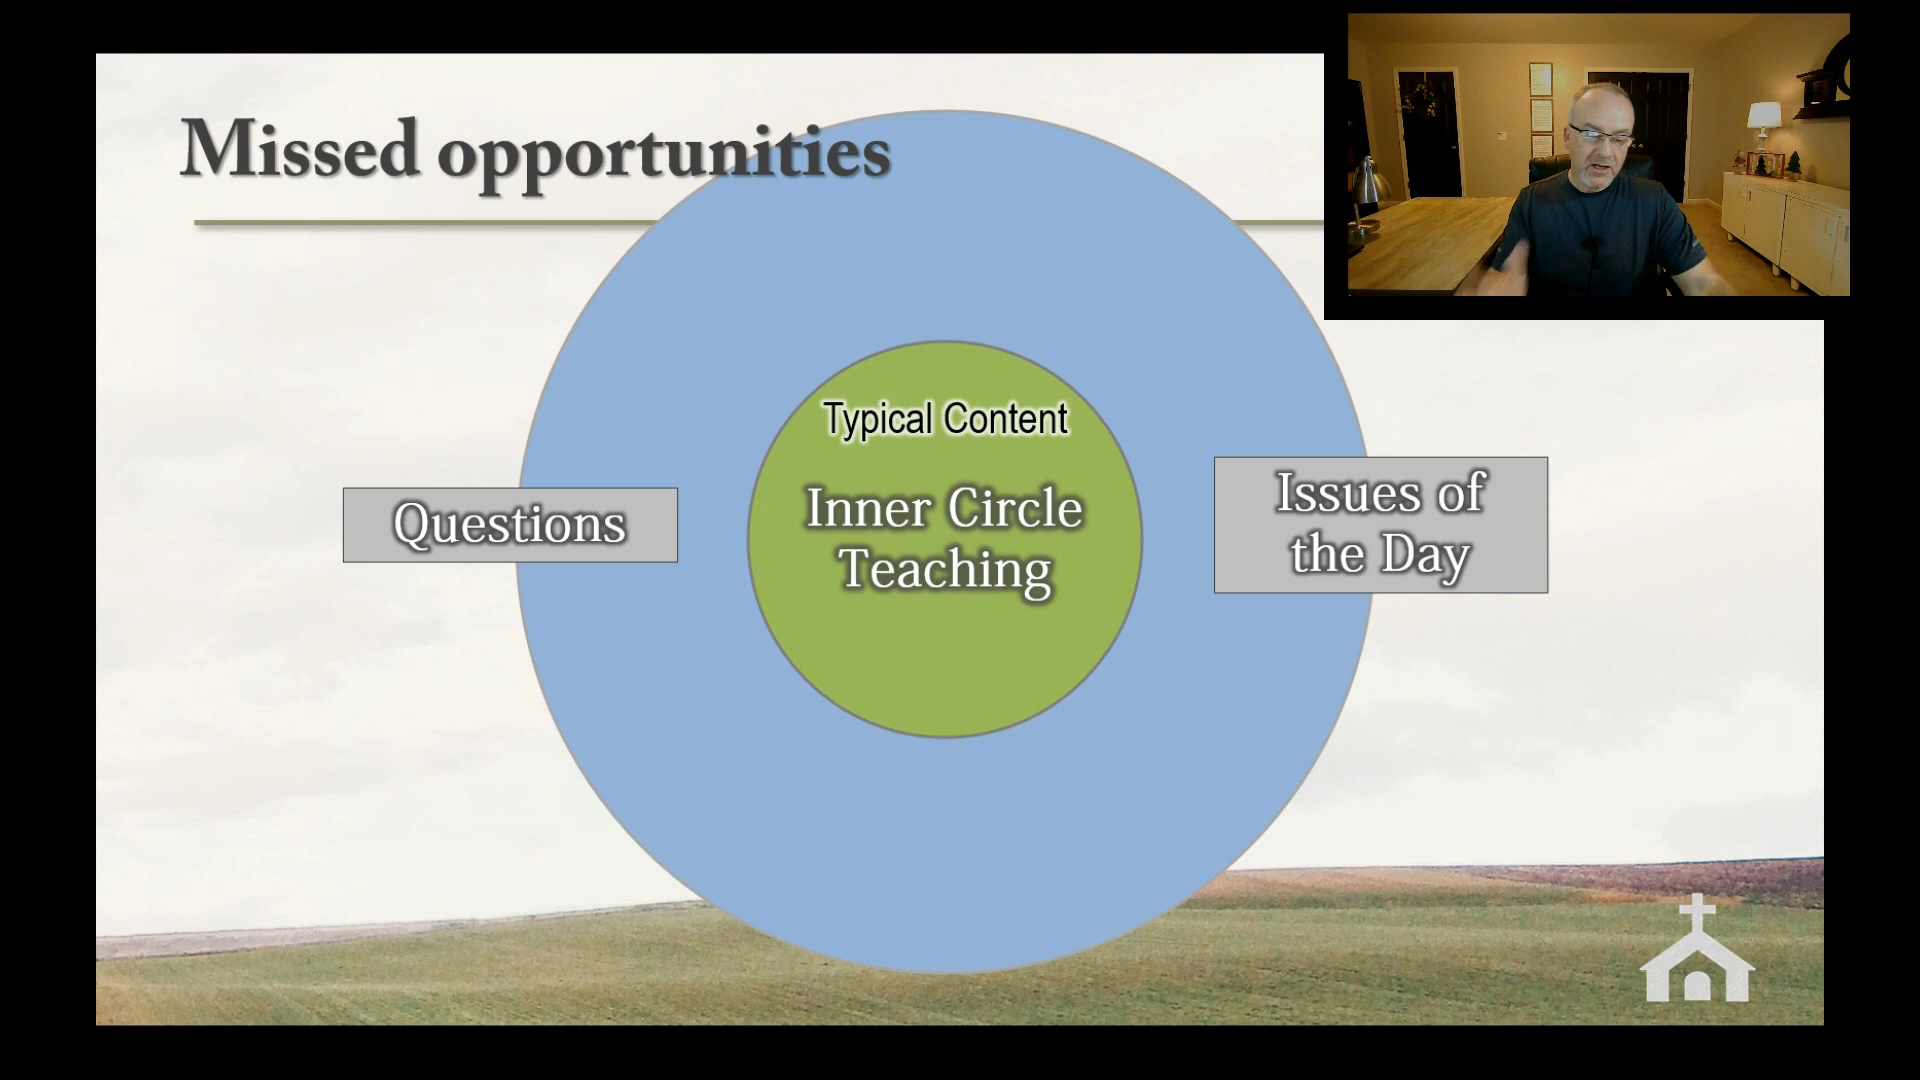 Missed opportunities
Typical Content
Inner Circle
Teaching
Questions
Issues of
the Day